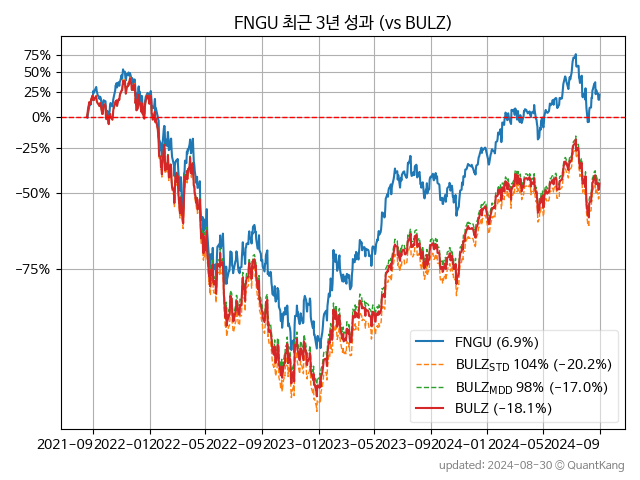 FNGU 최근 3년 성과 (vs BULZ)
75%
50%
25%
0%
−25%
−50%
−75%
FNGU (6.9%)
BULZSTD 104% (−20.2%)
BULZMDD 98% (−17.0%)
BULZ (−18.1%)
2021-09 2022-01 2022-05 2022-09 2023-01 2023-05 2023-09 2024-01 2024-05 2024-09
updated: 2024-08-30 © QuantKang